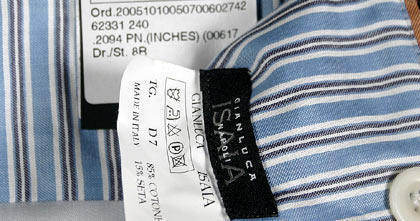 Ord.20051010050700602742
62331 240
.2094 PN.(INCHES) (00617
Dr./St. 8R
GIANLUCA
ISAIA
NAPOLI
GIANLUCA ISAIA
TG. D7
85% COTONE
15% SETA
MADE IN ITALY